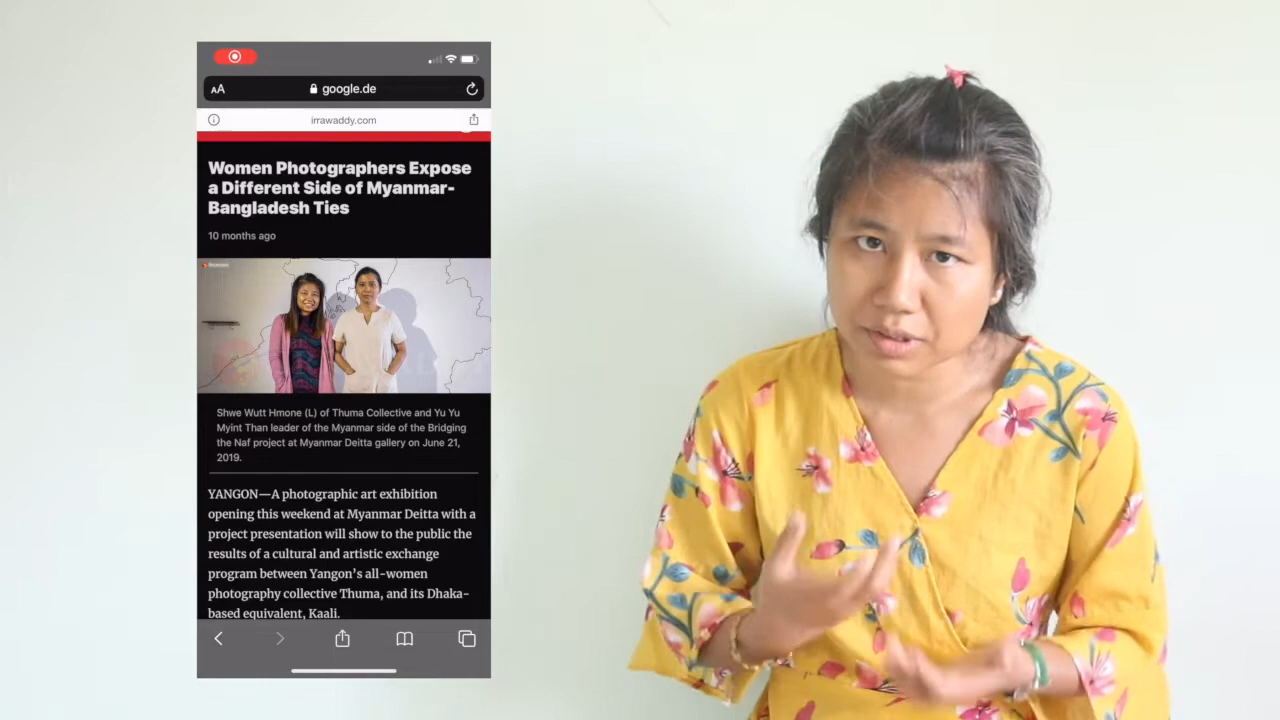 AA google.de
irrawaddy.com
Women Photographers Expose
a Different Side of Myanmar-
Bangladesh Ties
10 months ago
Shwe Wutt Hmone (L) of Thuma Collective and Yu Yu
Myint Than leader of the Myanmar side of the Bridging
the Naf project at Myanmar Deitta gallery on June 21,
2019.
YANGON—A photographic art exhibition
opening this weekend at Myanmar Deitta with a
project presentation will show to the public the
results of a cultural and artistic exchange
program between Yangon’s all-women
photography collective Thuma, and its Dhaka-
based equivalent, Kaali.